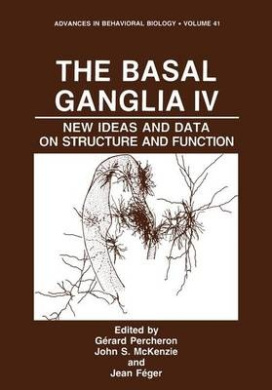 ADVANCES IN BEHAVIORAL BIOLOGY • VOLUME 41
THE BASAL
GANGLIA IV
NEW IDEAS AND DATA
ON STRUCTURE AND FUNCTION
Edited by
Gérard Percheron
John S. McKenzie
and
Jean Féger